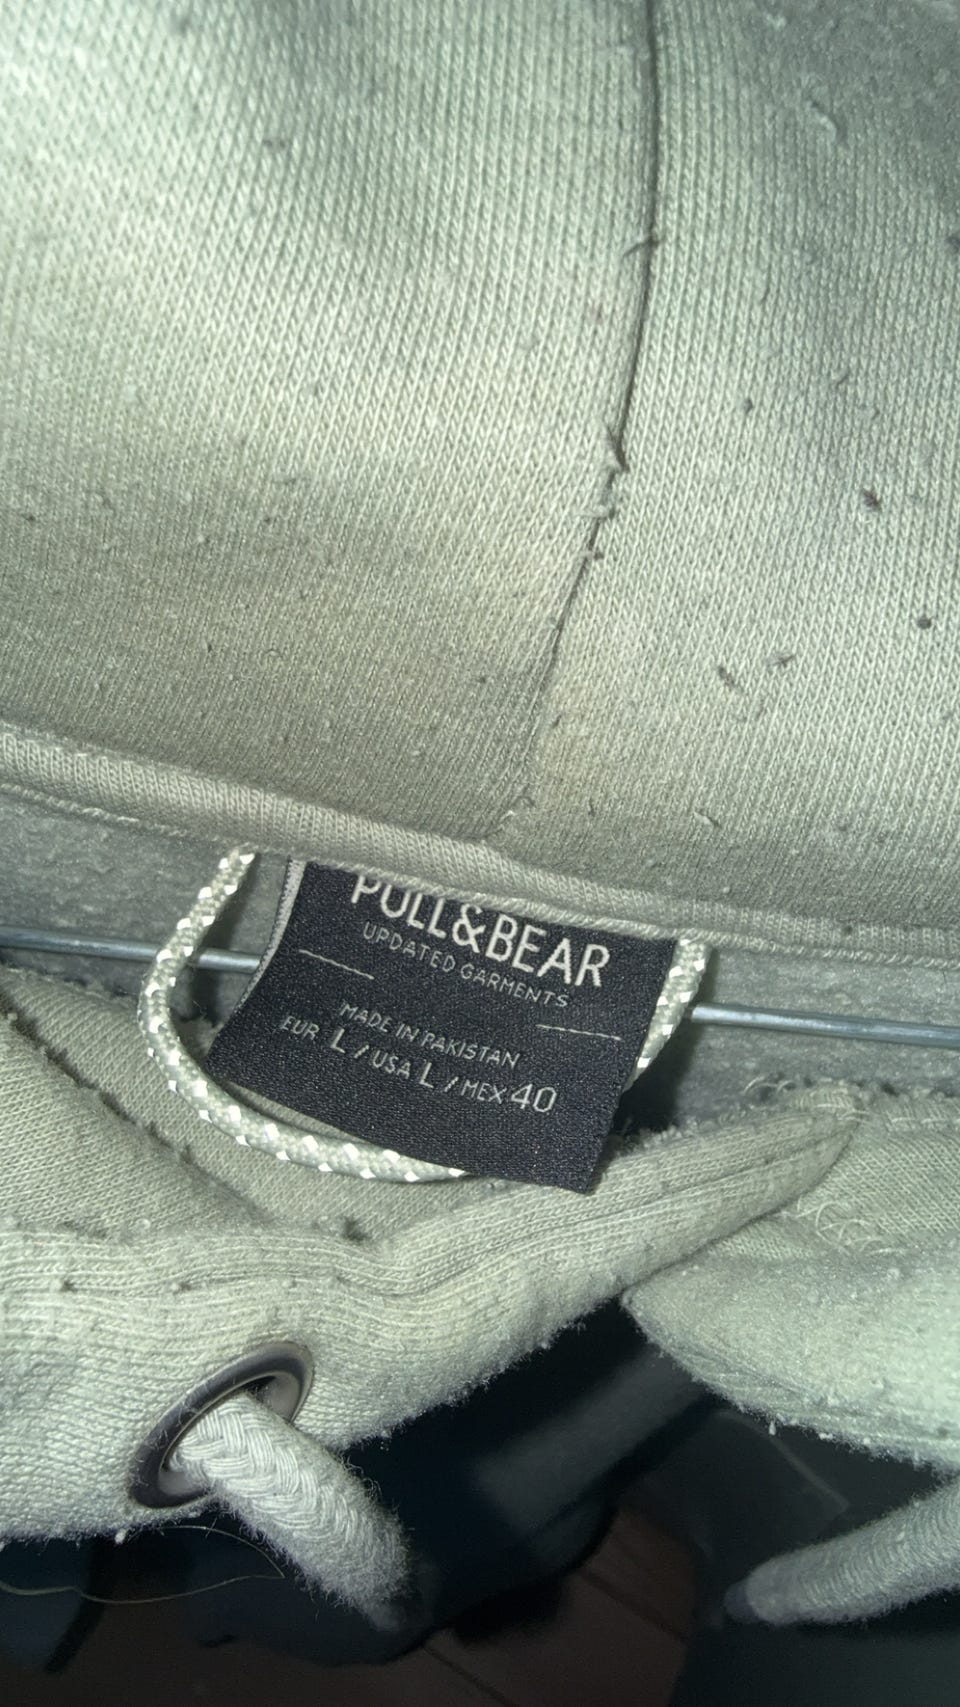 PULL&BEAR
UPDATED GARMENTS
MADE IN PAKISTAN
EUR L / USA L / MEX 40